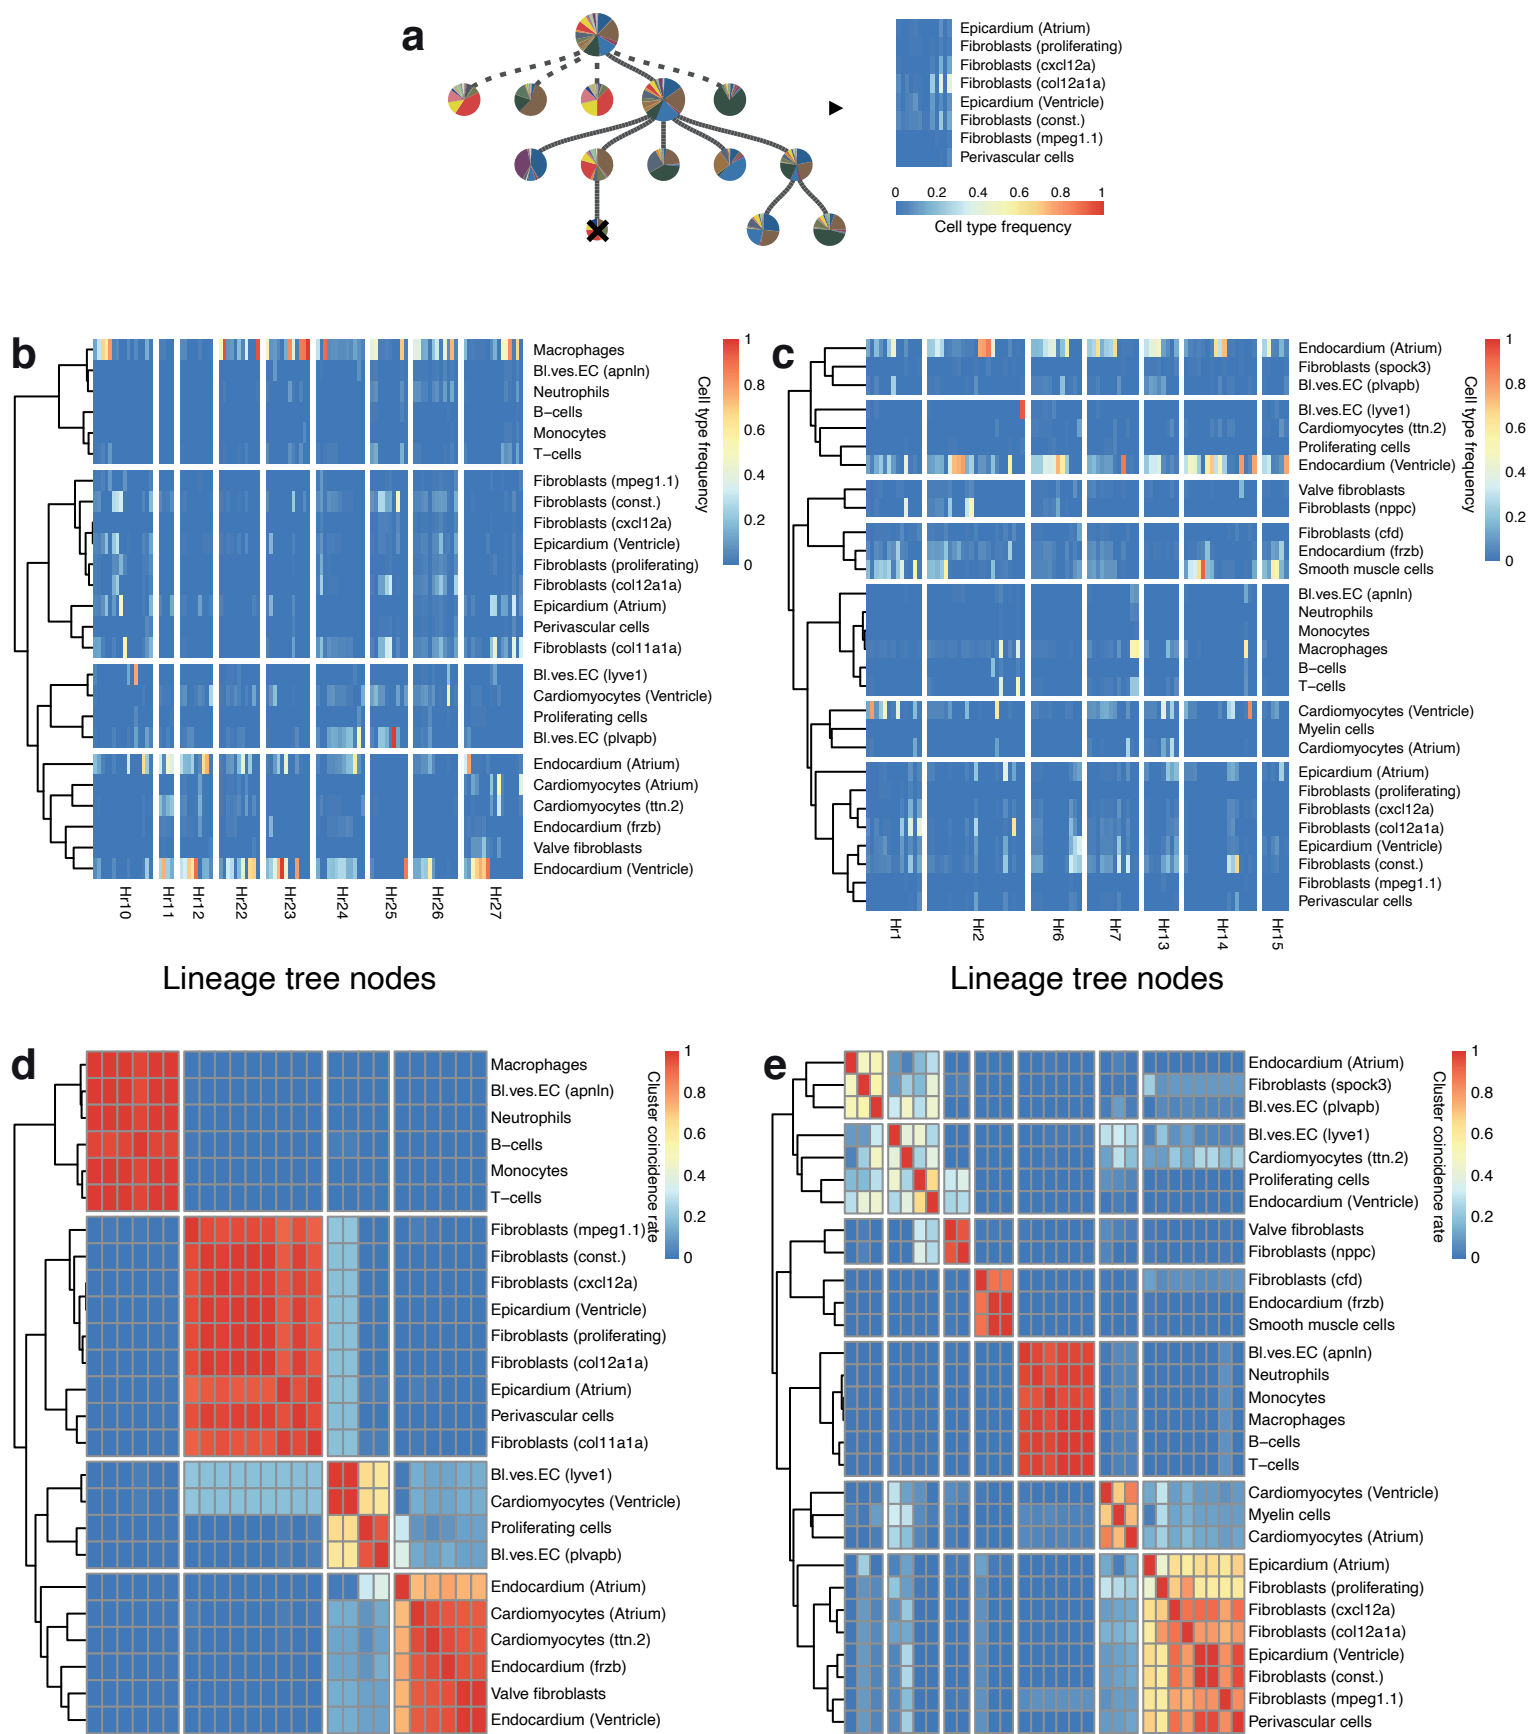 a
Epicardium (Atrium)
Fibroblasts (proliferating)
Fibroblasts (cxcl12a)
Fibroblasts (col12a1a)
Epicardium (Ventricle)
Fibroblasts (const.)
Fibroblasts (mpeg1.1)
Perivascular cells
0 0.2 0.4 0.6 0.8 1
Cell type frequency
b
Macrophages
Bl.ves.EC (apnln)
Neutrophils
B−cells
Monocytes
T−cells
Fibroblasts (mpeg1.1)
Fibroblasts (const.)
Fibroblasts (cxcl12a)
Epicardium (Ventricle)
Fibroblasts (proliferating)
Fibroblasts (col12a1a)
Epicardium (Atrium)
Perivascular cells
Fibroblasts (col11a1a)
Bl.ves.EC (lyve1)
Cardiomyocytes (Ventricle)
Proliferating cells
Bl.ves.EC (plvapb)
Endocardium (Atrium)
Cardiomyocytes (Atrium)
Cardiomyocytes (ttn.2)
Endocardium (frzb)
Valve fibroblasts
Endocardium (Ventricle)
Hr10 Hr11 Hr12 Hr22 Hr23 Hr24 Hr25 Hr26 Hr27
Lineage tree nodes
Cell type frequency
1
0.8
0.6
0.4
0.2
0
c
Endocardium (Atrium)
Fibroblasts (spock3)
Bl.ves.EC (plvapb)
Bl.ves.EC (lyve1)
Cardiomyocytes (ttn.2)
Proliferating cells
Endocardium (Ventricle)
Valve fibroblasts
Fibroblasts (nppc)
Fibroblasts (cfd)
Endocardium (frzb)
Smooth muscle cells
Bl.ves.EC (apnln)
Neutrophils
Monocytes
Macrophages
B−cells
T−cells
Cardiomyocytes (Ventricle)
Myelin cells
Cardiomyocytes (Atrium)
Epicardium (Atrium)
Fibroblasts (proliferating)
Fibroblasts (cxcl12a)
Fibroblasts (col12a1a)
Epicardium (Ventricle)
Fibroblasts (const.)
Fibroblasts (mpeg1.1)
Perivascular cells
Hr1 Hr2 Hr6 Hr7 Hr13 Hr14 Hr15
Lineage tree nodes
Cell type frequency
1
0.8
0.6
0.4
0.2
0
d
Macrophages
Bl.ves.EC (apnln)
Neutrophils
B−cells
Monocytes
T−cells
Fibroblasts (mpeg1.1)
Fibroblasts (const.)
Fibroblasts (cxcl12a)
Epicardium (Ventricle)
Fibroblasts (proliferating)
Fibroblasts (col12a1a)
Epicardium (Atrium)
Perivascular cells
Fibroblasts (col11a1a)
Bl.ves.EC (lyve1)
Cardiomyocytes (Ventricle)
Proliferating cells
Bl.ves.EC (plvapb)
Endocardium (Atrium)
Cardiomyocytes (Atrium)
Cardiomyocytes (ttn.2)
Endocardium (frzb)
Valve fibroblasts
Endocardium (Ventricle)
Cluster coincidence rate
1
0.8
0.6
0.4
0.2
0
e
Endocardium (Atrium)
Fibroblasts (spock3)
Bl.ves.EC (plvapb)
Bl.ves.EC (lyve1)
Cardiomyocytes (ttn.2)
Proliferating cells
Endocardium (Ventricle)
Valve fibroblasts
Fibroblasts (nppc)
Fibroblasts (cfd)
Endocardium (frzb)
Smooth muscle cells
Bl.ves.EC (apnln)
Neutrophils
Monocytes
Macrophages
B−cells
T−cells
Cardiomyocytes (Ventricle)
Myelin cells
Cardiomyocytes (Atrium)
Epicardium (Atrium)
Fibroblasts (proliferating)
Fibroblasts (cxcl12a)
Fibroblasts (col12a1a)
Epicardium (Ventricle)
Fibroblasts (const.)
Fibroblasts (mpeg1.1)
Perivascular cells
Cluster coincidence rate
1
0.8
0.6
0.4
0.2
0